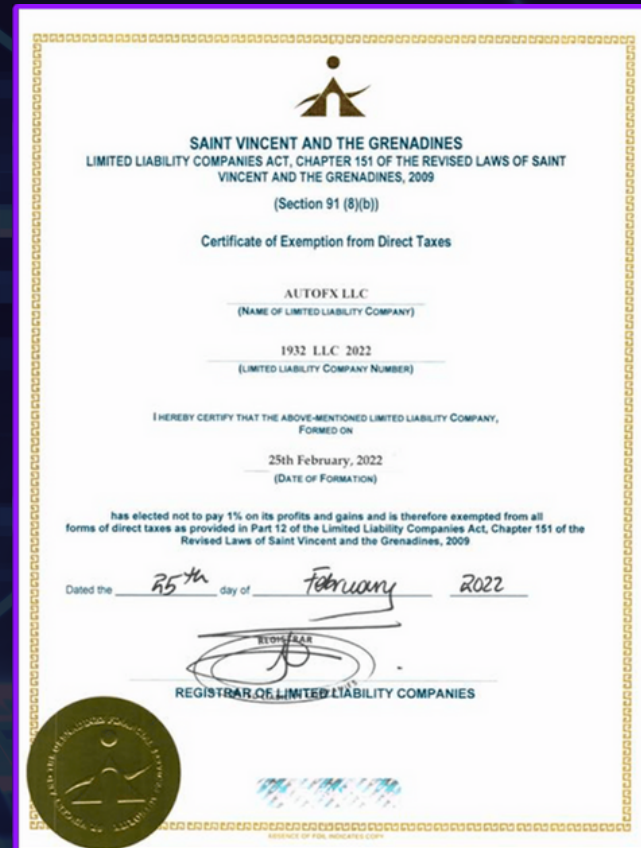 SAINT VINCENT AND THE GRENADINES
LIMITED LIABILITY COMPANIES ACT, CHAPTER 151 OF THE REVISED LAWS OF SAINT
VINCENT AND THE GRENADINES, 2009
(Section 91 (8)(b))
Certificate of Exemption from Direct Taxes
AUTOFX LLC
(NAME OF LIMITED LIABILITY COMPANY)
1932 LLC 2022
(LIMITED LIABILITY COMPANY NUMBER)
I HEREBY CERTIFY THAT THE ABOVE-MENTIONED LIMITED LIABILITY COMPANY,
FORMED ON
25th February, 2022
(DATE OF FORMATION)
has elected not to pay 1% on its profits and gains and is therefore exempted from all
forms of direct taxes as provided in Part 12 of the Limited Liability Companies Act, Chapter 151 of the
Revised Laws of Saint Vincent and the Grenadines, 2009
Dated the 25th day of February 2022
REGISTRAR
REGISTRAR OF LIMITED LIABILITY COMPANIES
ABSENCE OF FOIL INDICATES COPY